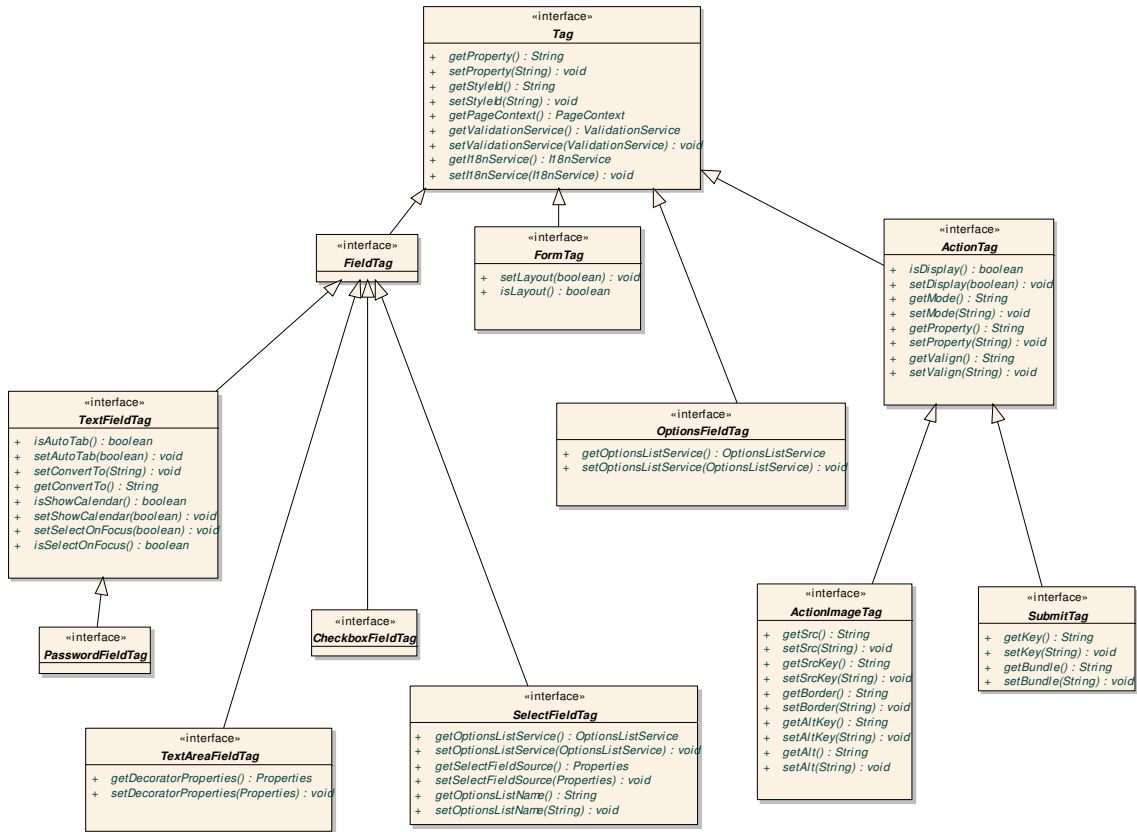 «interface»
Tag
+ getProperty() : String
+ setProperty(String) : void
+ getStyleId() : String
+ setStyleId(String) : void
+ getPageContext() : PageContext
+ getValidationService() : ValidationService
+ setValidationService(ValidationService) : void
+ getI18nService() : I18nService
+ setI18nService(I18nService) : void
«interface»
FieldTag
«interface»
FormTag
+ setLayout(boolean) : void
+ isLayout() : boolean
«interface»
ActionTag
+ isDisplay() : boolean
+ setDisplay(boolean) : void
+ getMode() : String
+ setMode(String) : void
+ getProperty() : String
+ setProperty(String) : void
+ getValign() : String
+ setValign(String) : void
«interface»
TextFieldTag
+ isAutoTab() : boolean
+ setAutoTab(boolean) : void
+ setConvertTo(String) : void
+ getConvertTo() : String
+ isShowCalendar() : boolean
+ setShowCalendar(boolean) : void
+ setSelectOnFocus(boolean) : void
+ isSelectOnFocus() : boolean
«interface»
OptionsFieldTag
+ getOptionsListService() : OptionsListService
+ setOptionsListService(OptionsListService) : void
«interface»
PasswordFieldTag
«interface»
CheckboxFieldTag
«interface»
ActionImageTag
+ getSrc() : String
+ setSrc(String) : void
+ getSrcKey() : String
+ setSrcKey(String) : void
+ getBorder() : String
+ setBorder(String) : void
+ getAltKey() : String
+ setAltKey(String) : void
+ getAlt() : String
+ setAlt(String) : void
«interface»
SubmitTag
+ getKey() : String
+ setKey(String) : void
+ getBundle() : String
+ setBundle(String) : void
«interface»
TextAreaFieldTag
+ getDecoratorProperties() : Properties
+ setDecoratorProperties(Properties) : void
«interface»
SelectFieldTag
+ getOptionsListService() : OptionsListService
+ setOptionsListService(OptionsListService) : void
+ getSelectFieldSource() : Properties
+ setSelectFieldSource(Properties) : void
+ getOptionsListName() : String
+ setOptionsListName(String) : void